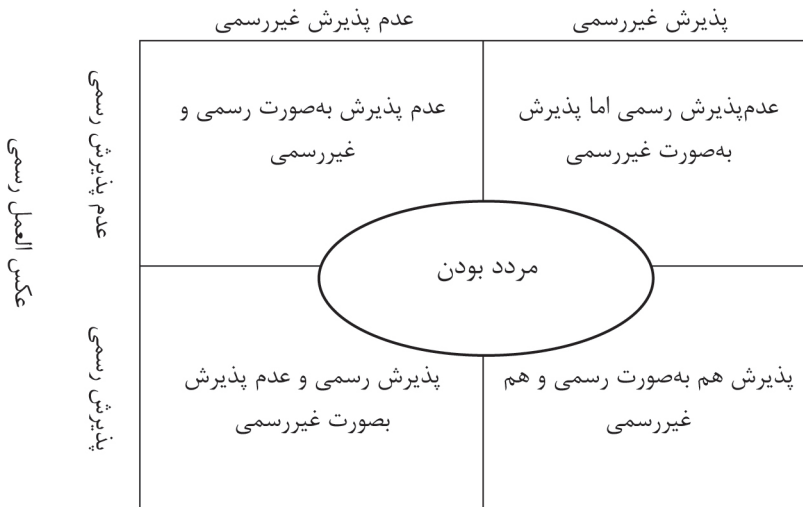 پذیرش غیررسمی
عدم پذیرش غیررسمی
عدم پذیرش رسمی
عکس العمل رسمی
پذیرش رسمی
عدم‌پذیرش رسمی اما پذیرش
به‌صورت غیررسمی
عدم پذیرش به‌صورت رسمی و
غیررسمی
مردد بودن
پذیرش هم به‌صورت رسمی و هم
غیررسمی
پذیرش رسمی و عدم پذیرش
بصورت غیررسمی